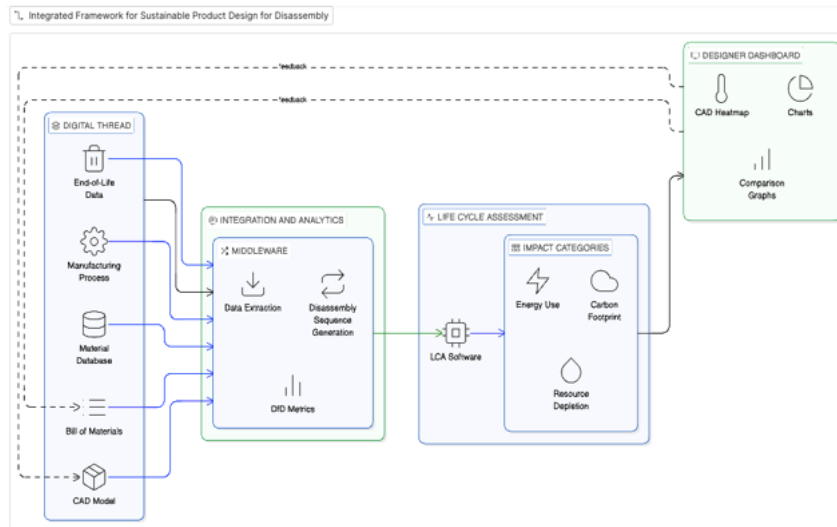 Integrated Framework for Sustainable Product Design for Disassembly
DESIGNER DASHBOARD
CAD Heatmap
Charts
Comparison
Graphs
feedback
feedback
DIGITAL THREAD
End-of-Life
Data
Manufacturing
Process
Material
Database
Bill of Materials
CAD Model
INTEGRATION AND ANALYTICS
MIDDLEWARE
Data Extraction
Disassembly
Sequence
Generation
DfD Metrics
LIFE CYCLE ASSESSMENT
LCA Software
IMPACT CATEGORIES
Energy Use
Carbon
Footprint
Resource
Depletion